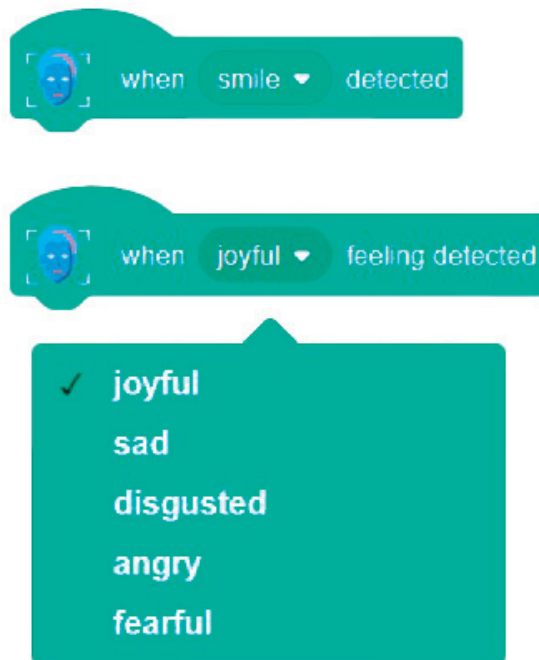 when smile detected
when joyful feeling detected
✓ joyful
sad
disgusted
angry
fearful